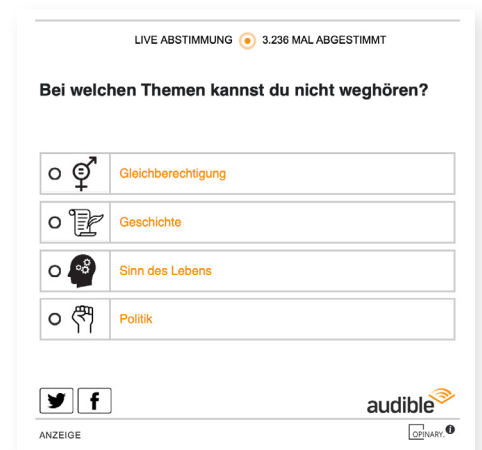 LIVE ABSTIMMUNG 3.236 MAL ABGESTIMMT
Bei welchen Themen kannst du nicht weghören?
Gleichberechtigung
Geschichte
Sinn des Lebens
Politik
audible
ANZEIGE OPINARY.